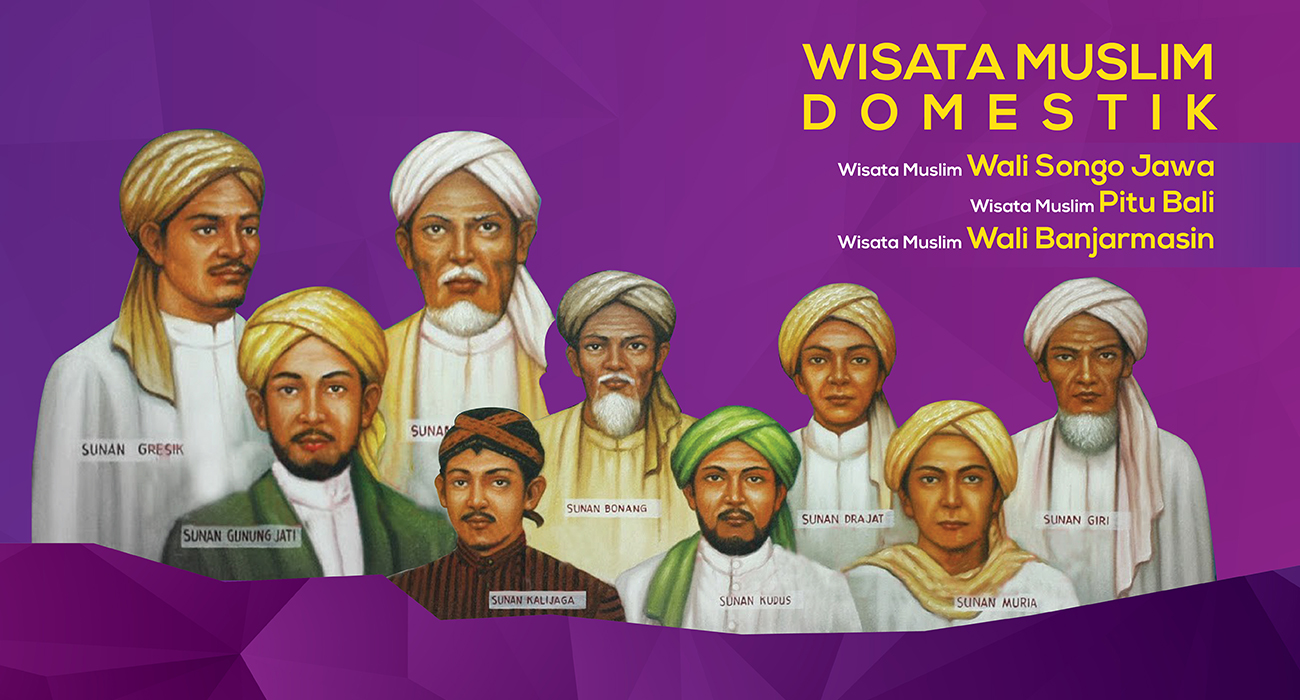 WISATA MUSLIM
DOMESTIK
Wisata Muslim Wali Songo Jawa
Wisata Muslim Pitu Bali
Wisata Muslim Wali Banjarmasin
SUNAN GRESIK
SUNAN
SUNAN GUNUNG JATI
SUNAN BONANG
SUNAN DRAJAT
SUNAN GIRI
SUNAN KALIJAGA
SUNAN KUDUS
SUNAN MURIA